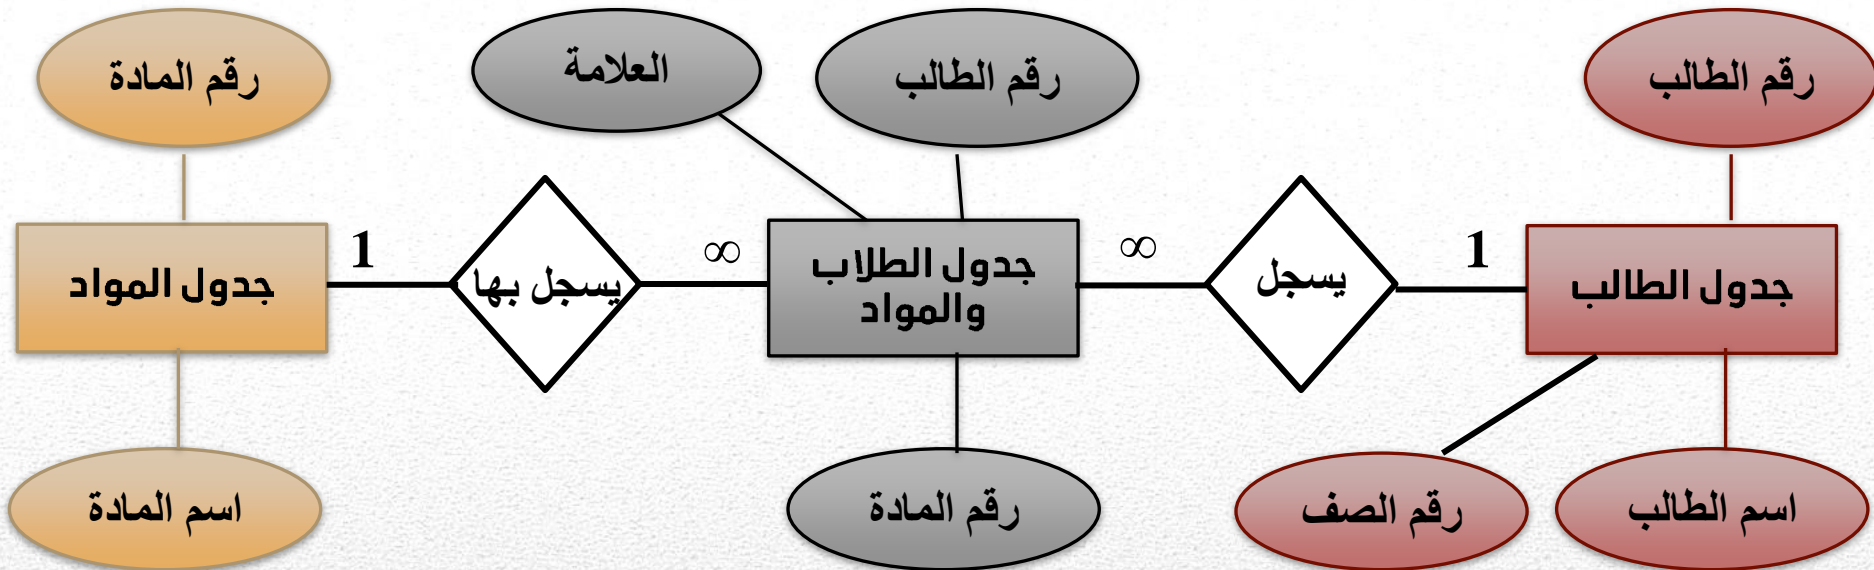 رقم الطالب
رقم الطالب
العلامة
رقم المادة
جدول الطالب
1
يسجل
∞
جدول الطلاب
والمواد
∞
يسجل بها
1
جدول المواد
اسم الطالب
رقم الصف
رقم المادة
اسم المادة